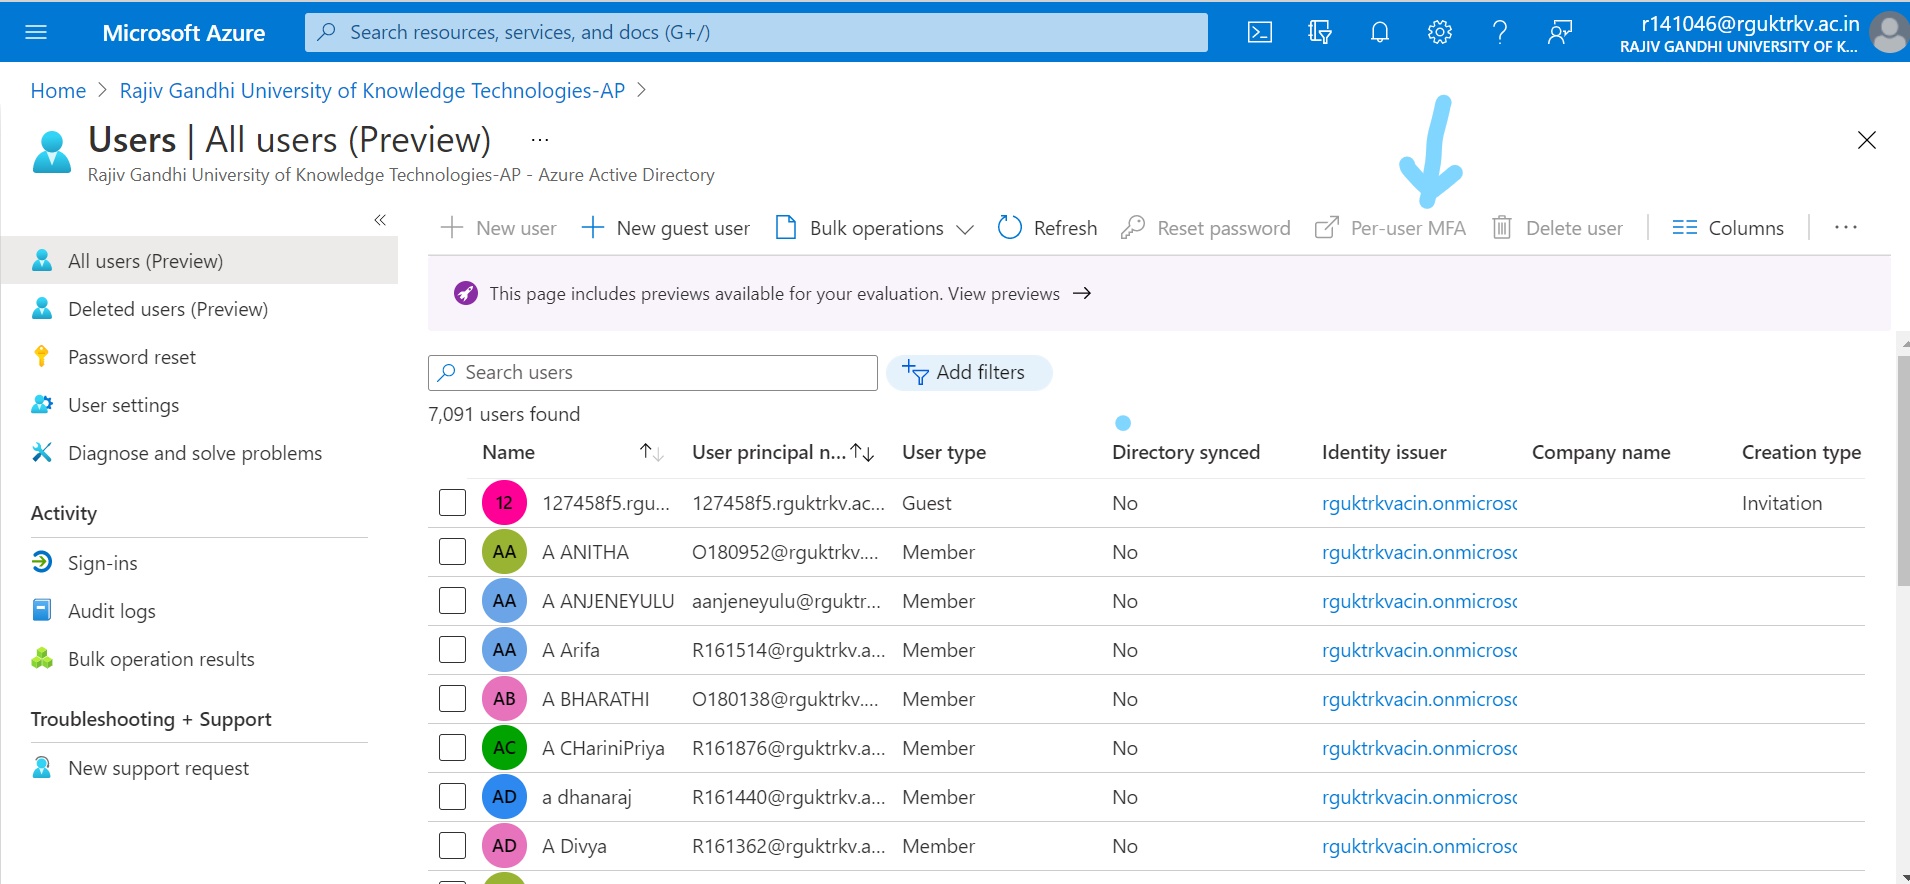 Microsoft Azure
Search resources, services, and docs (G+/)
r141046@rguktrkv.ac.in
RAJIV GANDHI UNIVERSITY OF K...
Home > Rajiv Gandhi University of Knowledge Technologies-AP >
Users | All users (Preview) ...
Rajiv Gandhi University of Knowledge Technologies-AP - Azure Active Directory
All users (Preview)
Deleted users (Preview)
Password reset
User settings
Diagnose and solve problems
Activity
Sign-ins
Audit logs
Bulk operation results
Troubleshooting + Support
New support request
New user New guest user Bulk operations Refresh Reset password Per-user MFA Delete user Columns ...
This page includes previews available for your evaluation. View previews →
Search users Add filters
7,091 users found
Name User principal n... User type Directory synced Identity issuer Company name Creation type
12 127458f5.rgu... 127458f5.rguktrkv.ac... Guest No rguktrkvacin.onmicrosc Invitation
AA A ANITHA O180952@rguktrkv.... Member No rguktrkvacin.onmicrosc
AA A ANJENEYULU aanjeneyulu@rguktr... Member No rguktrkvacin.onmicrosc
AA A Arifa R161514@rguktrkv.a... Member No rguktrkvacin.onmicrosc
AB A BHARATHI O180138@rguktrkv.... Member No rguktrkvacin.onmicrosc
AC A CHariniPriya R161876@rguktrkv.a... Member No rguktrkvacin.onmicrosc
AD a dhanaraj R161440@rguktrkv.a... Member No rguktrkvacin.onmicrosc
AD A Divya R161362@rguktrkv.a... Member No rguktrkvacin.onmicrosc